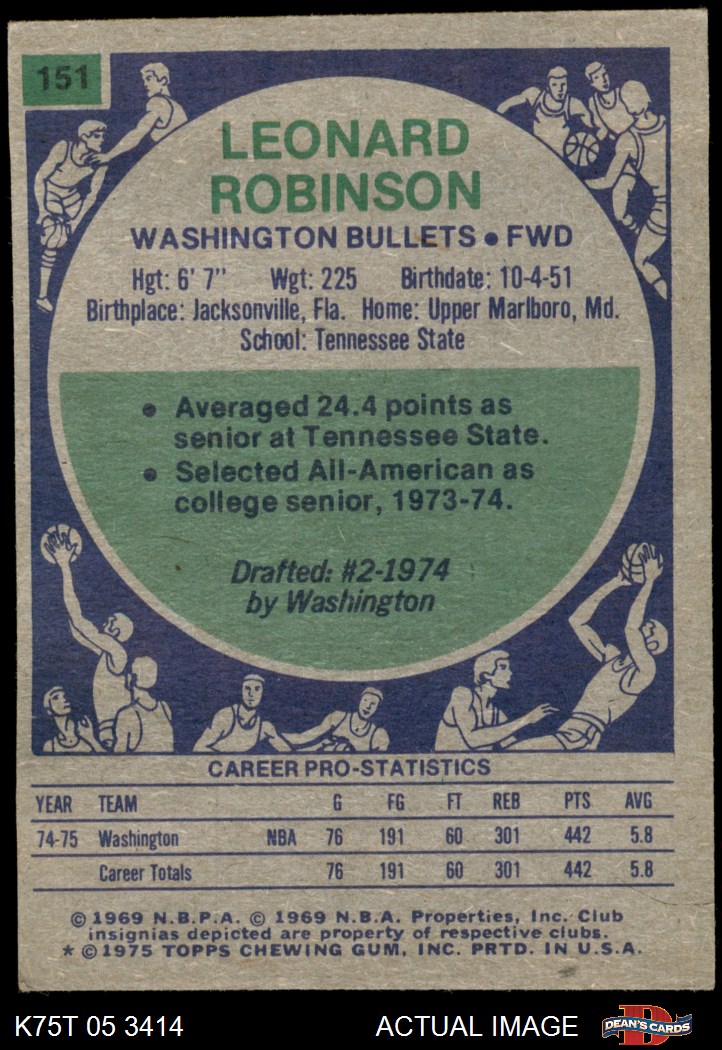 151
LEONARD
ROBINSON
WASHINGTON BULLETS • FWD
Hgt: 6' 7" Wgt: 225 Birthdate: 10-4-51
Birthplace: Jacksonville, Fla. Home: Upper Marlboro, Md.
School: Tennessee State
• Averaged 24.4 points as
senior at Tennessee State.
• Selected All-American as
college senior, 1973-74.
Drafted: #2-1974
by Washington
CAREER PRO-STATISTICS
YEAR TEAM G FG FT REB PTS AVG
74-75 Washington NBA 76 191 60 301 442 5.8
Career Totals 76 191 60 301 442 5.8
© 1969 N.B.P.A. © 1969 N.B.A. Properties, Inc. Club
insignias depicted are property of respective clubs.
* © 1975 TOPPS CHEWING GUM, INC. PRTD. IN U.S.A.
K75T 05 3414 ACTUAL IMAGE D DEAN'S CARDS